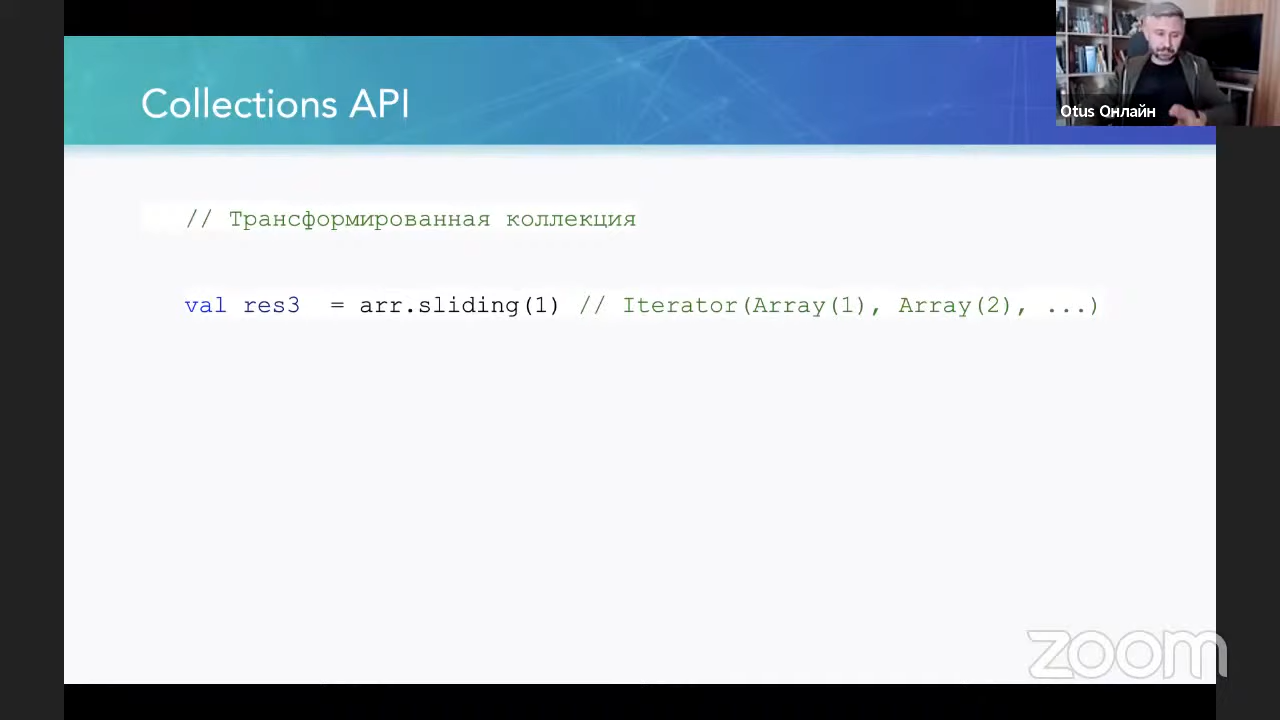 Collections API
Otus Онлайн
// Трансформированная коллекция
val res3 = arr.sliding(1) // Iterator(Array(1), Array(2), ...)
zoom